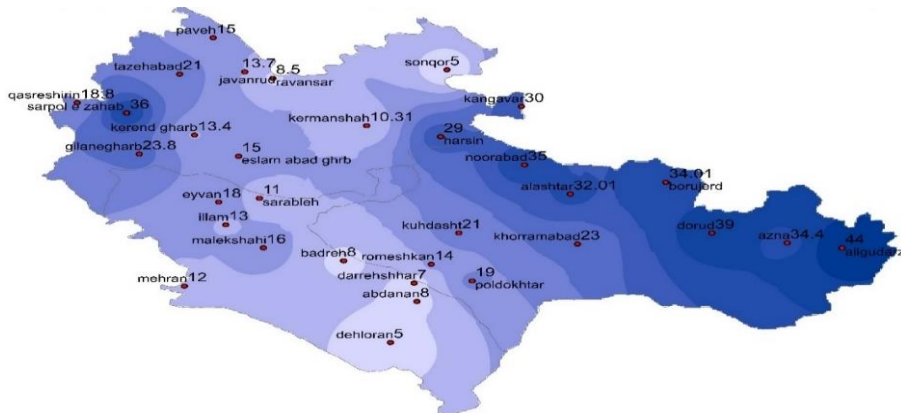 paveh15
tazehabad21
13.7
javanrud
8.5
ravansar
sonqor5
qasreshirin18.8
sarpol e zahab36
kangavar30
kermanshah10.31
kerend gharb13.4
29
harsin
gilanegharb23.8
15
eslam abad ghrb
noorabad35
34.01
borujerd
alashtar32.01
eyvan18
11
sarableh
illam13
kuhdasht21
dorud39
azna34.4
44
aligudarz
malekshahi16
khorramabad23
badreh8
romeshkan14
mehran12
darrehshhar7
19
poldokhtar
abdanan8
dehloran5